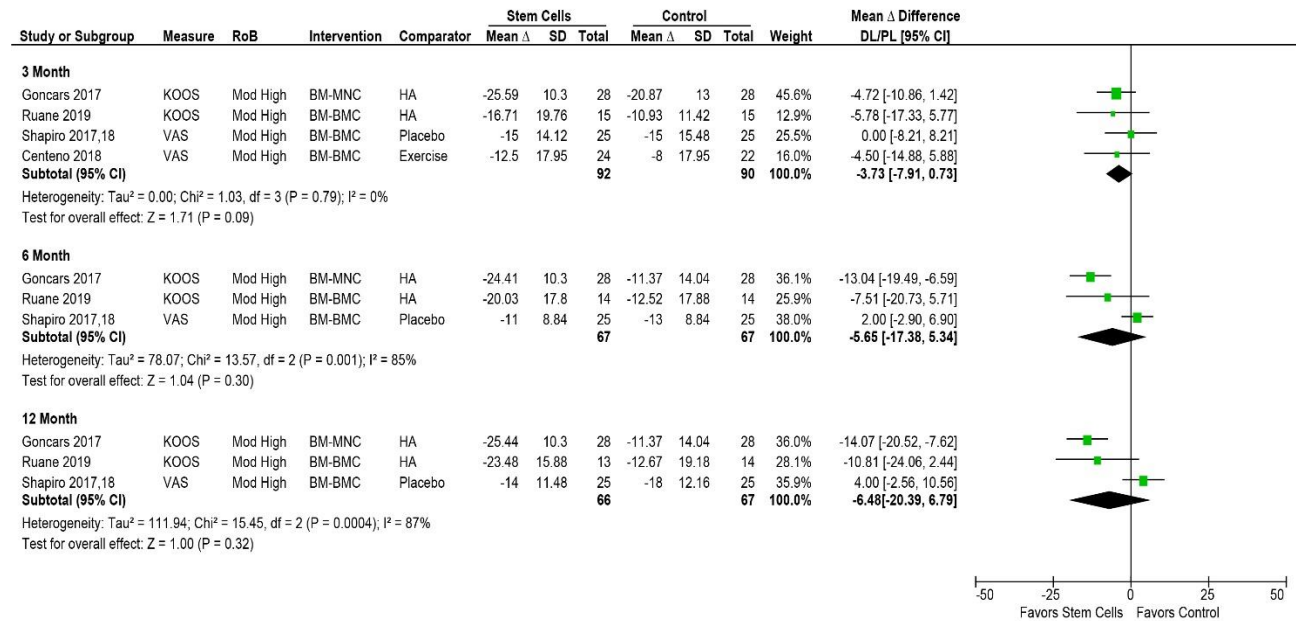 Stem Cells Control Mean Δ Difference
Study or Subgroup Measure RoB Intervention Comparator Mean Δ SD Total Mean Δ SD Total Weight DL/PL [95% CI]
3 Month
Goncars 2017 KOOS Mod High BM-MNC HA -25.59 10.3 28 -20.87 13 28 45.6% -4.72 [-10.86, 1.42]
Ruane 2019 KOOS Mod High BM-BMC HA -16.71 19.76 15 -10.93 11.42 15 12.9% -5.78 [-17.33, 5.77]
Shapiro 2017,18 VAS Mod High BM-BMC Placebo -15 14.12 25 -15 15.48 25 25.5% 0.00 [-8.21, 8.21]
Centeno 2018 VAS Mod High BM-BMC Exercise -12.5 17.95 24 -8 17.95 22 16.0% -4.50 [-14.88, 5.88]
Subtotal (95% CI) 92 90 100.0% -3.73 [-7.91, 0.73]
Heterogeneity: Tau² = 0.00; Chi² = 1.03, df = 3 (P = 0.79); I² = 0%
Test for overall effect: Z = 1.71 (P = 0.09)
6 Month
Goncars 2017 KOOS Mod High BM-MNC HA -24.41 10.3 28 -11.37 14.04 28 36.1% -13.04 [-19.49, -6.59]
Ruane 2019 KOOS Mod High BM-BMC HA -20.03 17.8 14 -12.52 17.88 14 25.9% -7.51 [-20.73, 5.71]
Shapiro 2017,18 VAS Mod High BM-BMC Placebo -11 8.84 25 -13 8.84 25 38.0% 2.00 [-2.90, 6.90]
Subtotal (95% CI) 67 67 100.0% -5.65 [-17.38, 5.34]
Heterogeneity: Tau² = 78.07; Chi² = 13.57, df = 2 (P = 0.001); I² = 85%
Test for overall effect: Z = 1.04 (P = 0.30)
12 Month
Goncars 2017 KOOS Mod High BM-MNC HA -25.44 10.3 28 -11.37 14.04 28 36.0% -14.07 [-20.52, -7.62]
Ruane 2019 KOOS Mod High BM-BMC HA -23.48 15.88 13 -12.67 19.18 14 28.1% -10.81 [-24.06, 2.44]
Shapiro 2017,18 VAS Mod High BM-BMC Placebo -14 11.48 25 -18 12.16 25 35.9% 4.00 [-2.56, 10.56]
Subtotal (95% CI) 66 67 100.0% -6.48[-20.39, 6.79]
Heterogeneity: Tau² = 111.94; Chi² = 15.45, df = 2 (P = 0.0004); I² = 87%
Test for overall effect: Z = 1.00 (P = 0.32)
-50 -25 0 25 50
Favors Stem Cells Favors Control